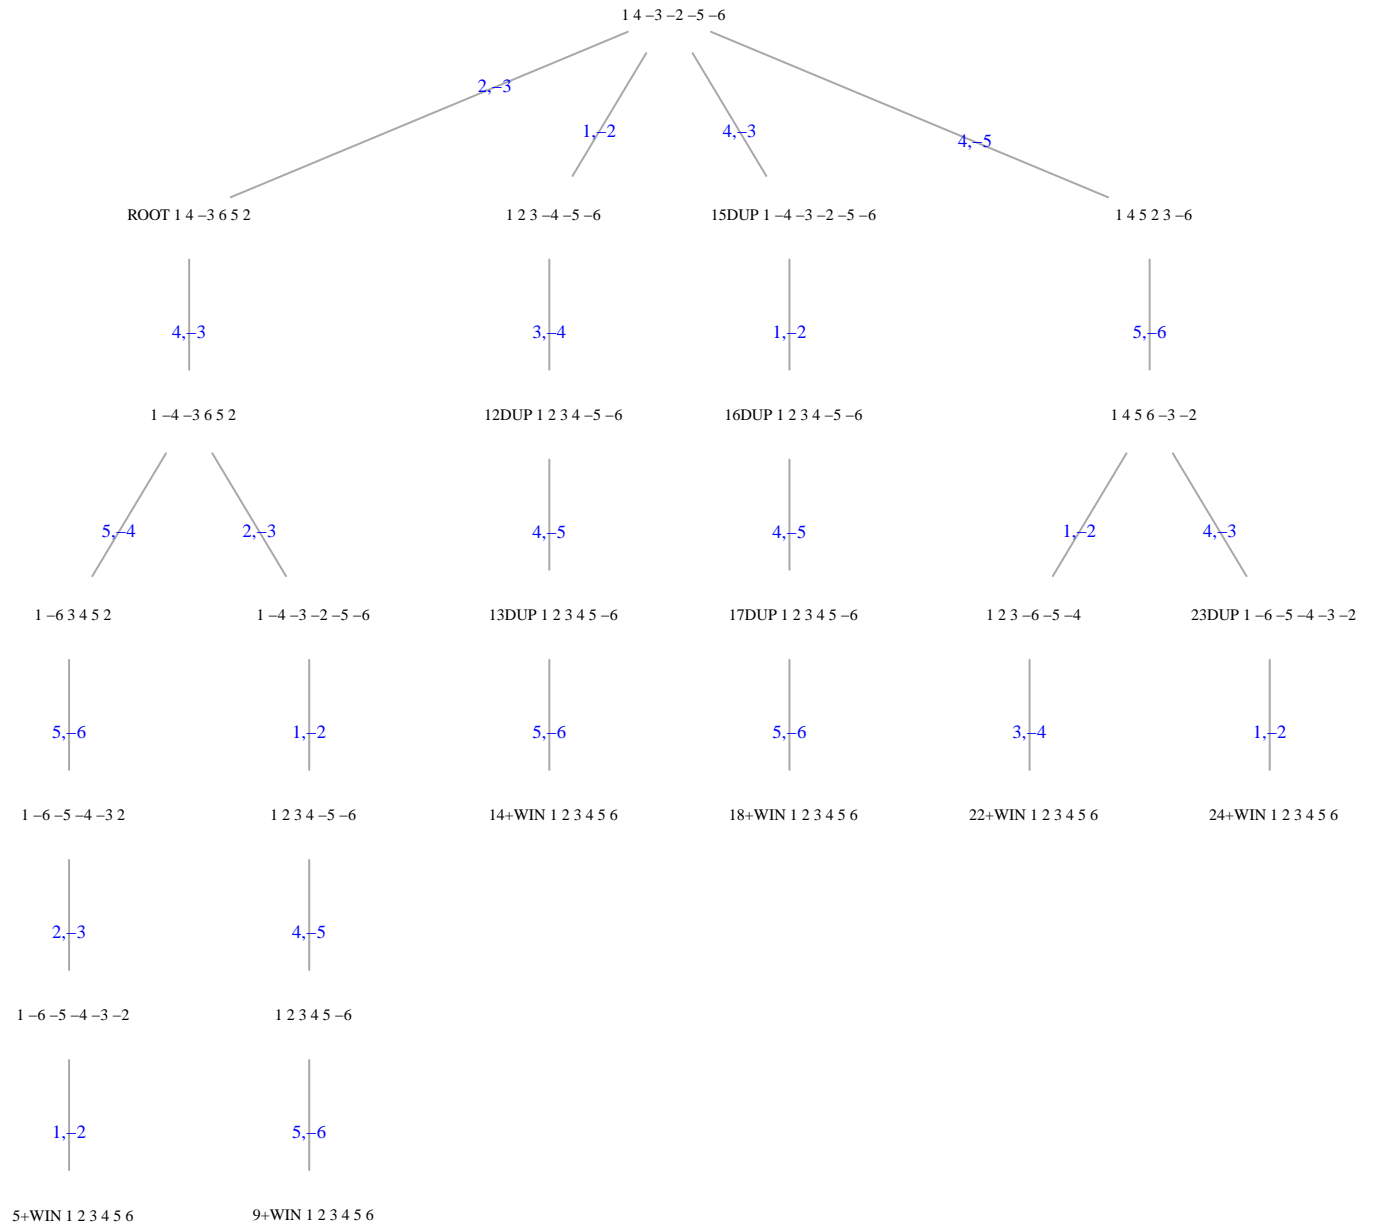 1 4 –3 –2 –5 –6
2,–3
1,–2
4,–3
4,–5
ROOT 1 4 –3 6 5 2
1 2 3 –4 –5 –6
15DUP 1 –4 –3 –2 –5 –6
1 4 5 2 3 –6
4,–3
3,–4
1,–2
5,–6
1 –4 –3 6 5 2
12DUP 1 2 3 4 –5 –6
16DUP 1 2 3 4 –5 –6
1 4 5 6 –3 –2
5,–4
2,–3
4,–5
4,–5
1,–2
4,–3
1 –6 3 4 5 2
1 –4 –3 –2 –5 –6
13DUP 1 2 3 4 5 –6
17DUP 1 2 3 4 5 –6
1 2 3 –6 –5 –4
23DUP 1 –6 –5 –4 –3 –2
5,–6
1,–2
5,–6
5,–6
3,–4
1,–2
1 –6 –5 –4 –3 2
1 2 3 4 –5 –6
14+WIN 1 2 3 4 5 6
18+WIN 1 2 3 4 5 6
22+WIN 1 2 3 4 5 6
24+WIN 1 2 3 4 5 6
2,–3
4,–5
1 –6 –5 –4 –3 –2
1 2 3 4 5 –6
1,–2
5,–6
5+WIN 1 2 3 4 5 6
9+WIN 1 2 3 4 5 6